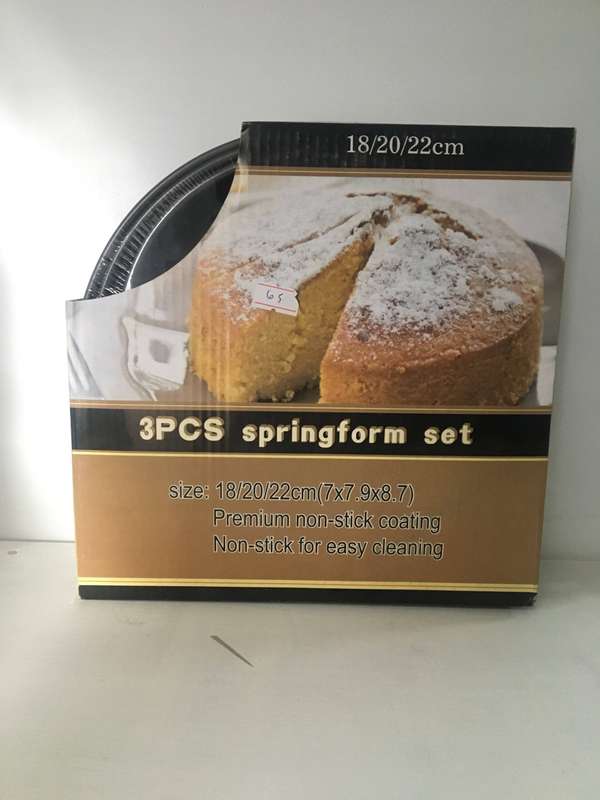 18/20/22cm
65
3PCS springform set
size: 18/20/22cm(7x7.9x8.7)
Premium non-stick coating
Non-stick for easy cleaning